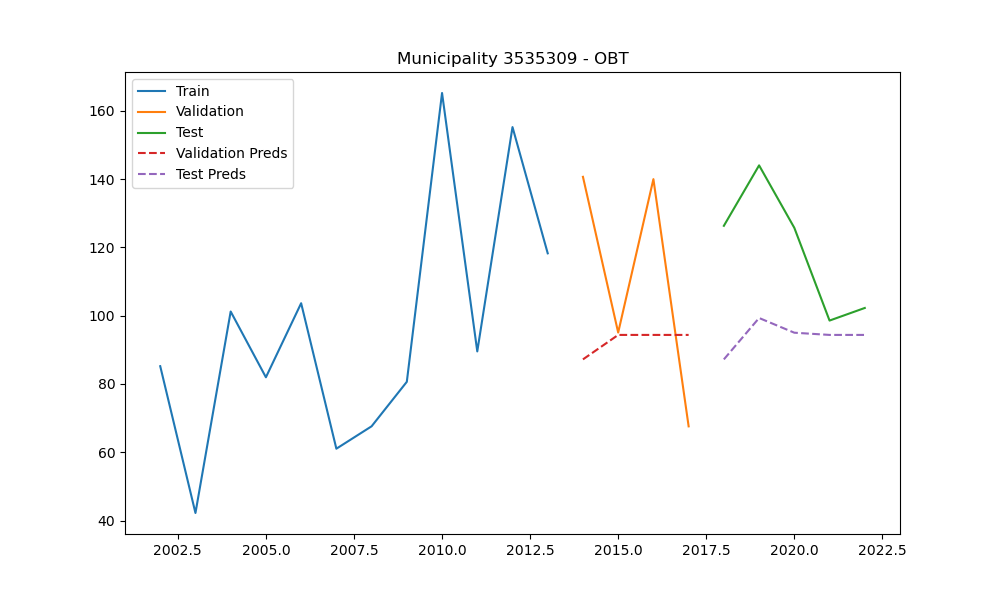 Municipality 3535309 - OBT
Train
Validation
Test
Validation Preds
Test Preds
160
140
120
100
80
60
40
2002.5 2005.0 2007.5 2010.0 2012.5 2015.0 2017.5 2020.0 2022.5